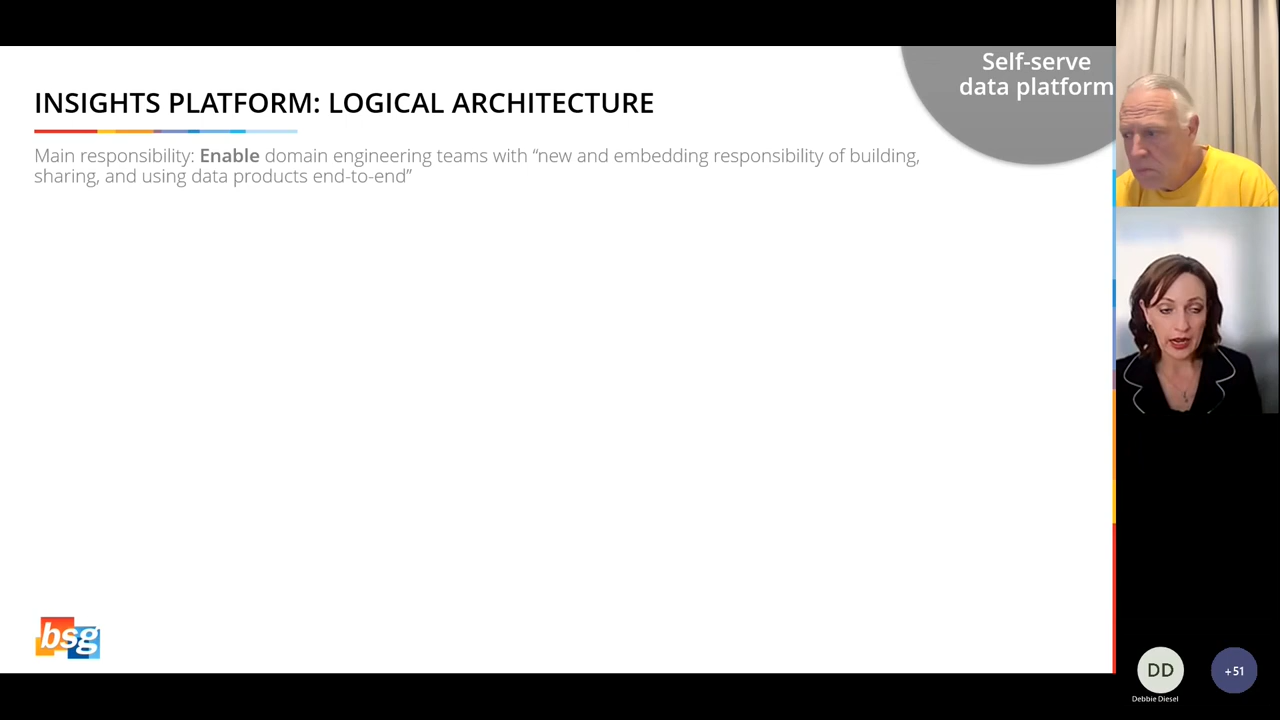 Self-serve
data platform
INSIGHTS PLATFORM: LOGICAL ARCHITECTURE
Main responsibility: Enable domain engineering teams with “new and embedding responsibility of building,
sharing, and using data products end-to-end”
bsg
DD
+51
Debbie Diesel